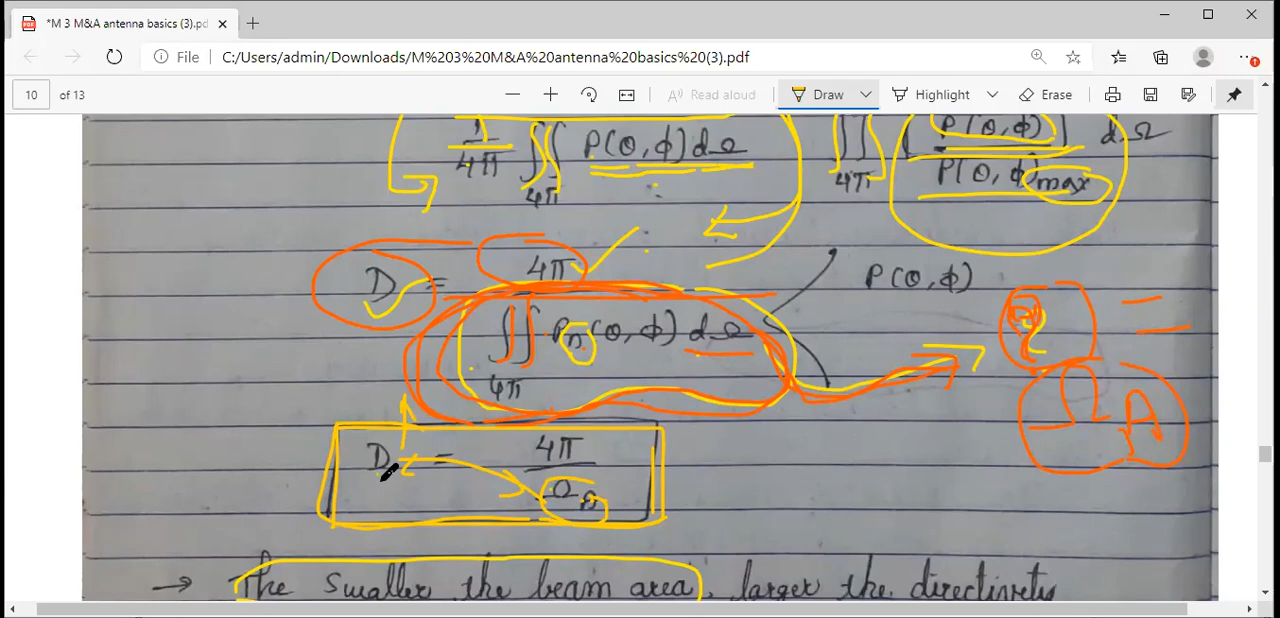 *M 3 M&A antenna basics (3).pd
File C:/Users/admin/Downloads/M%203%20M&A%20antenna%20basics%20(3).pdf
10 of 13 Read aloud Draw Highlight Erase
1/4π ∬4π P(θ,ϕ) dΩ
∬4π [P(θ,ϕ)/P(θ,ϕ)max] dΩ
D = 4π / ∬4π Pn(θ,ϕ) dΩ
P(θ,ϕ)
=
ΩA
D = 4π/ΩA
→ The smaller the beam area, larger the directivity